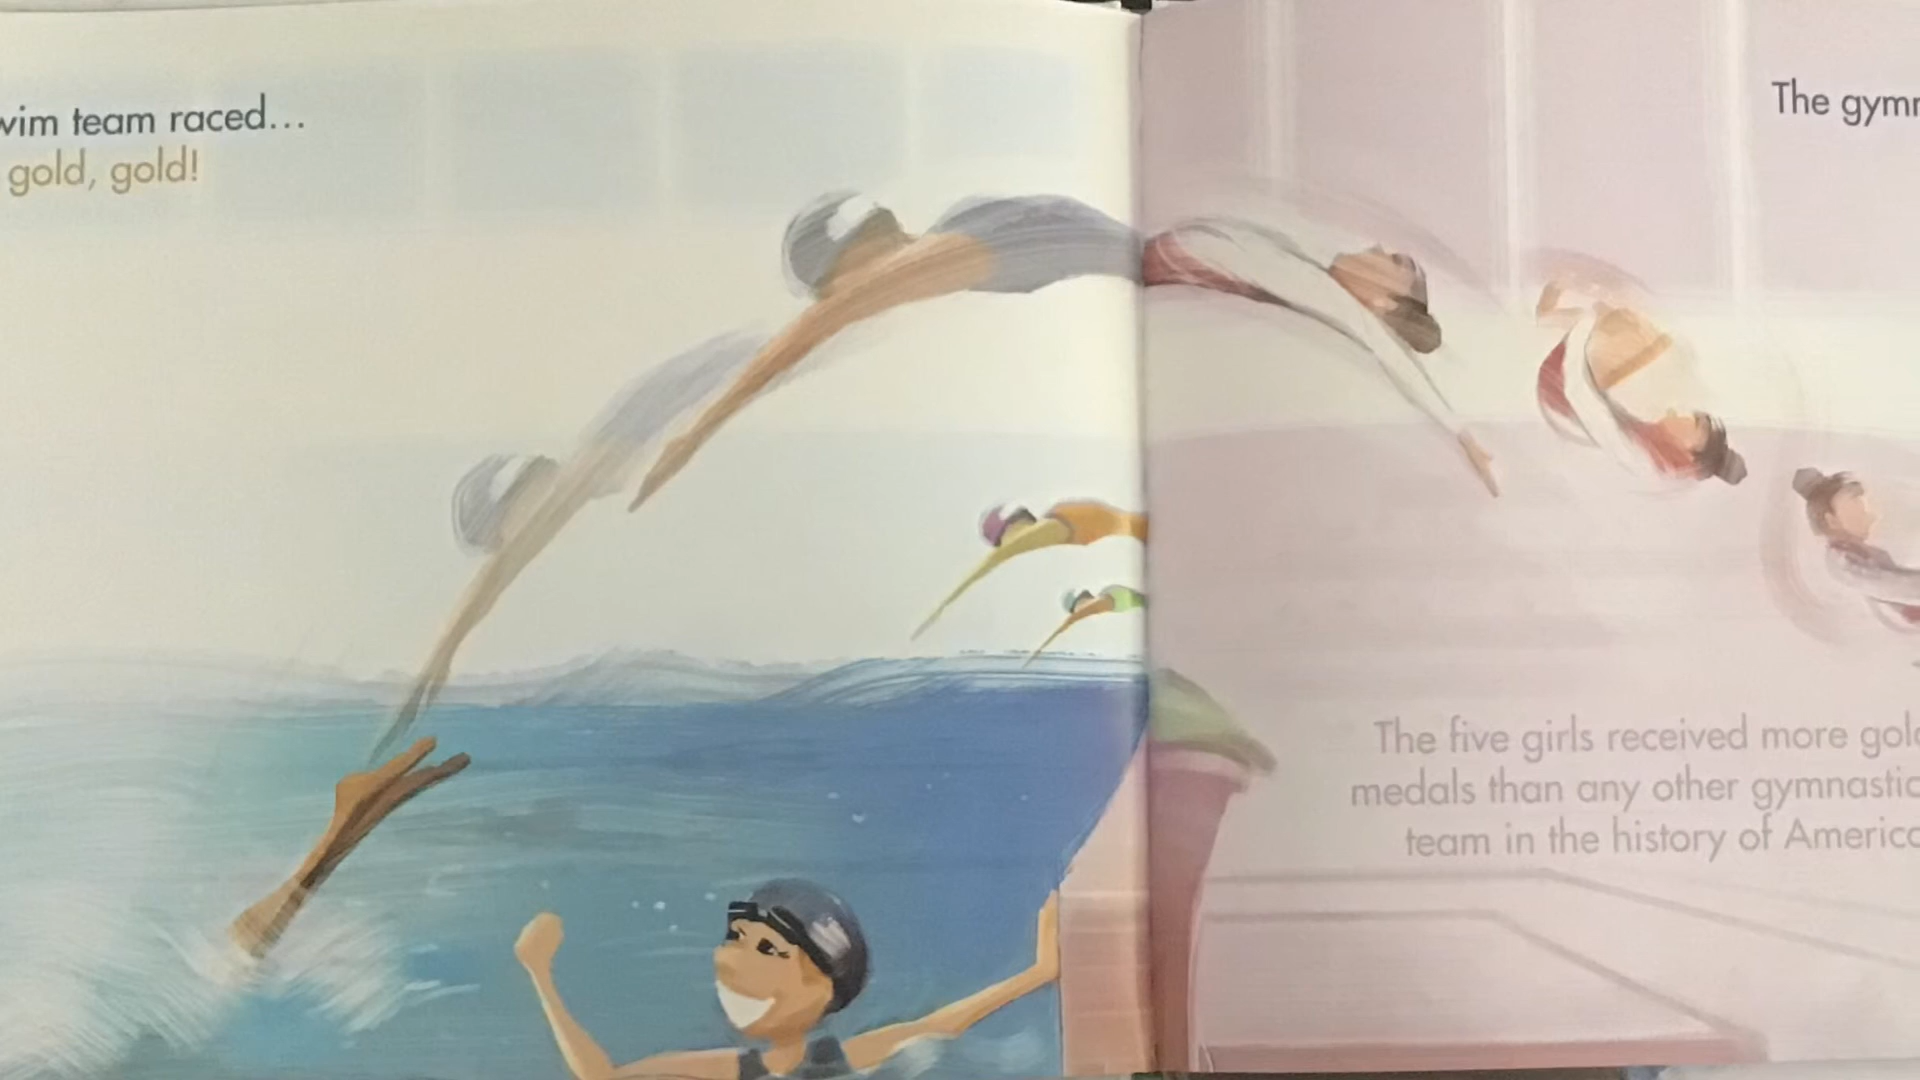 wim team raced...
gold, gold!
The gymn
The five girls received more gold
medals than any other gymnastic
team in the history of America